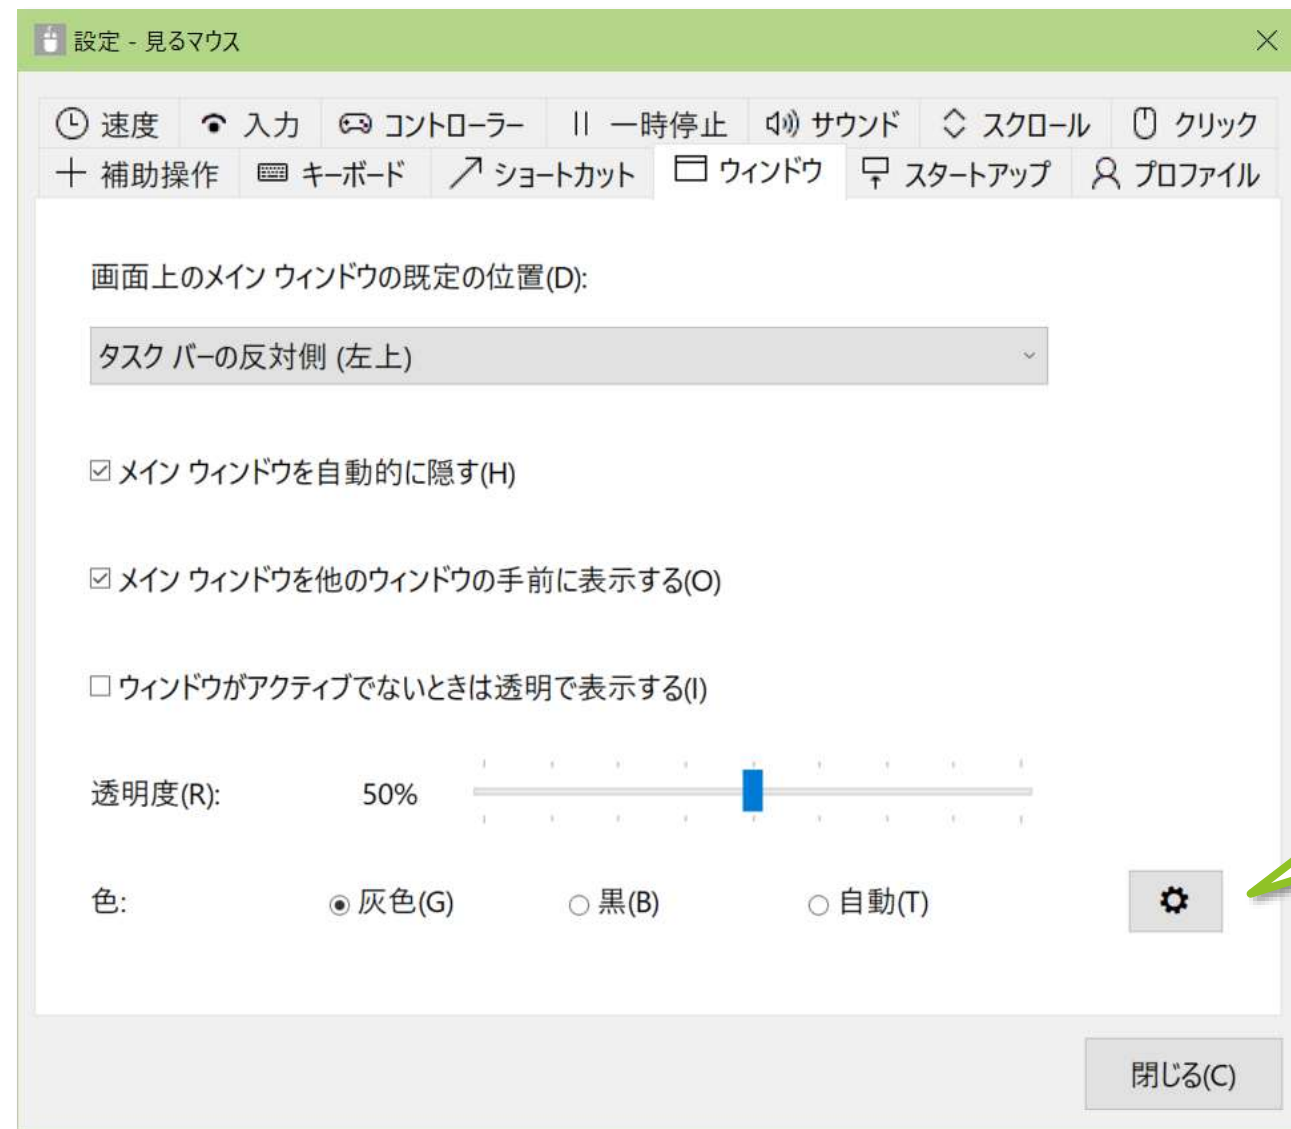 設定 - 見るマウス
速度 入力 コントローラー 一時停止 サウンド スクロール クリック
補助操作 キーボード ショートカット ウィンドウ スタートアップ プロファイル
画面上のメイン ウィンドウの既定の位置(D):
タスク バーの反対側 (左上)
メイン ウィンドウを自動的に隠す(H)
メイン ウィンドウを他のウィンドウの手前に表示する(O)
ウィンドウがアクティブでないときは透明で表示する(I)
透明度(R): 50%
色: 灰色(G) 黒(B) 自動(T)
閉じる(C)